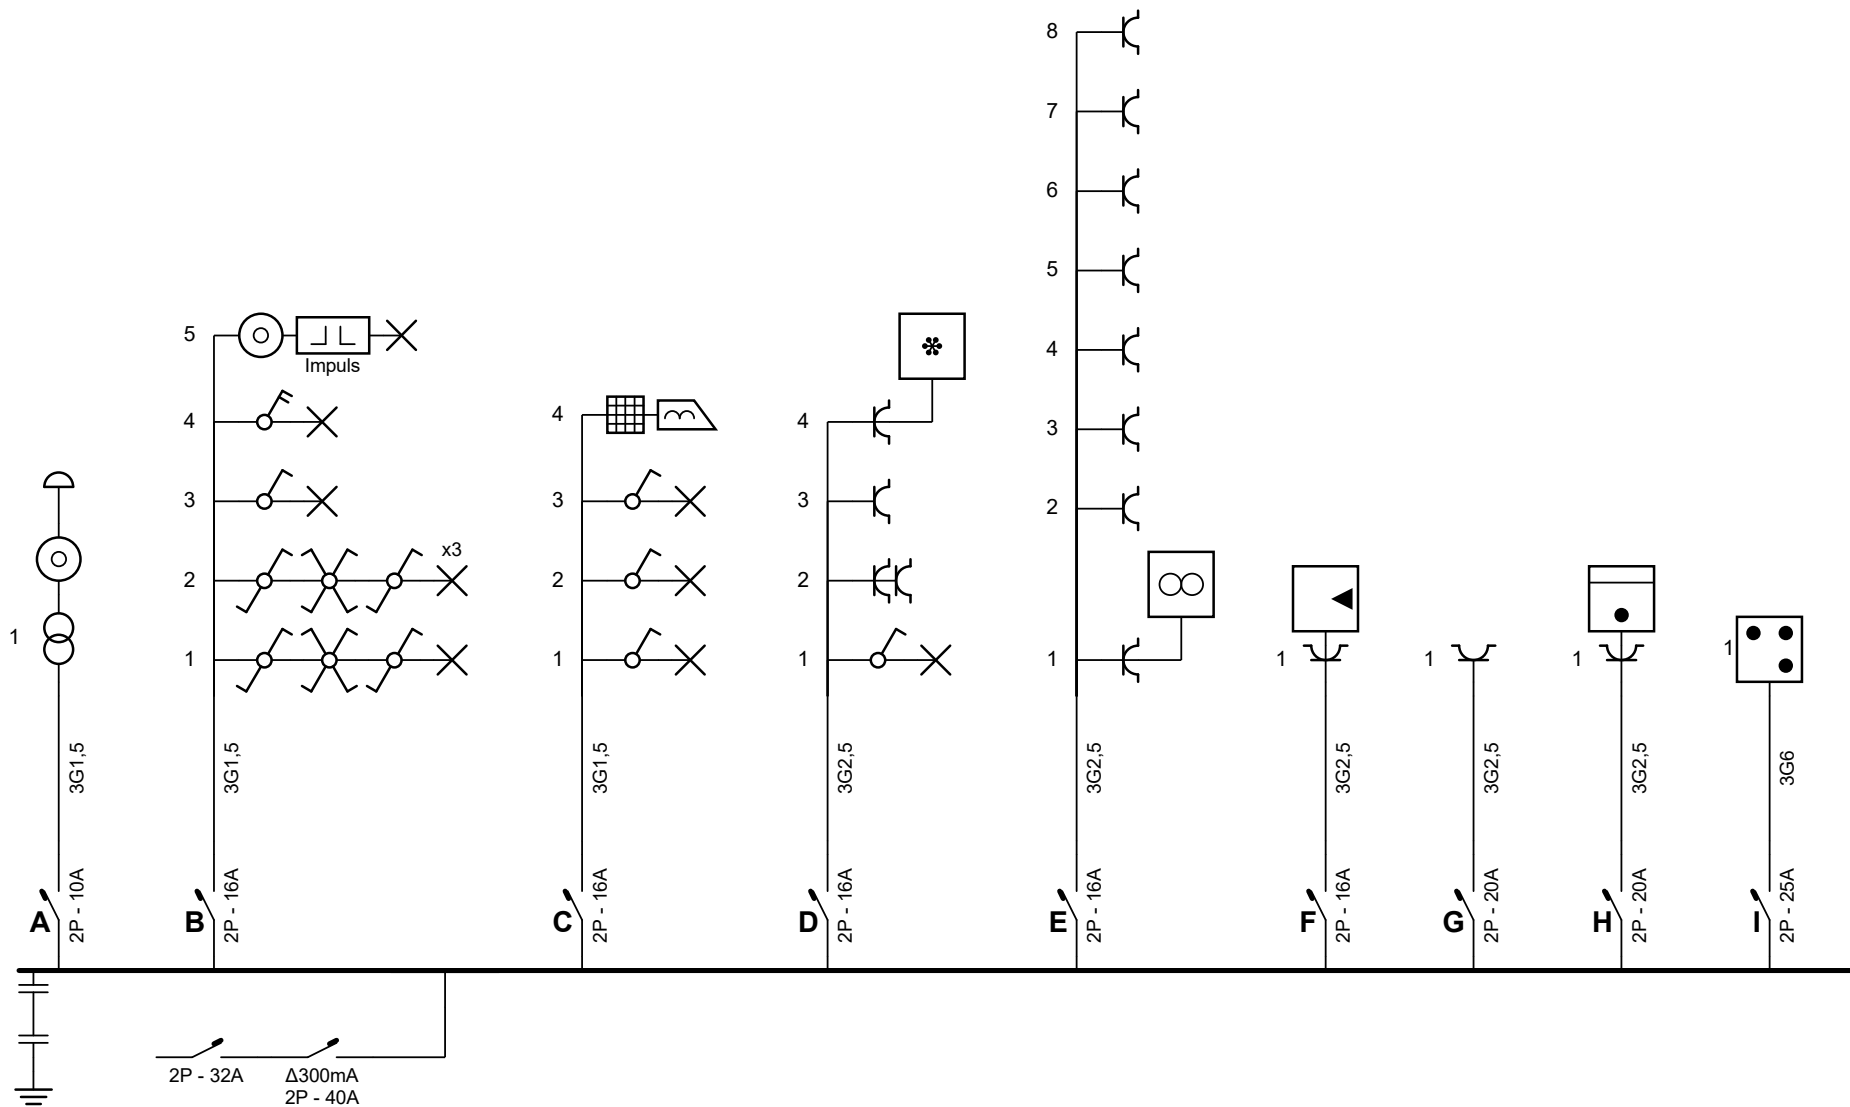 8
7
6
5
4
3
2
1
5
Impuls
4
3
2
x3
1
4
3
2
1
4
3
2
1
1
1
1
1
1
3G1,5
3G1,5
3G1,5
3G2,5
3G2,5
3G2,5
3G2,5
3G2,5
3G6
A
2P - 10A
B
2P - 16A
C
2P - 16A
D
2P - 16A
E
2P - 16A
F
2P - 16A
G
2P - 20A
H
2P - 20A
I
2P - 25A
2P - 32A
Δ300mA
2P - 40A